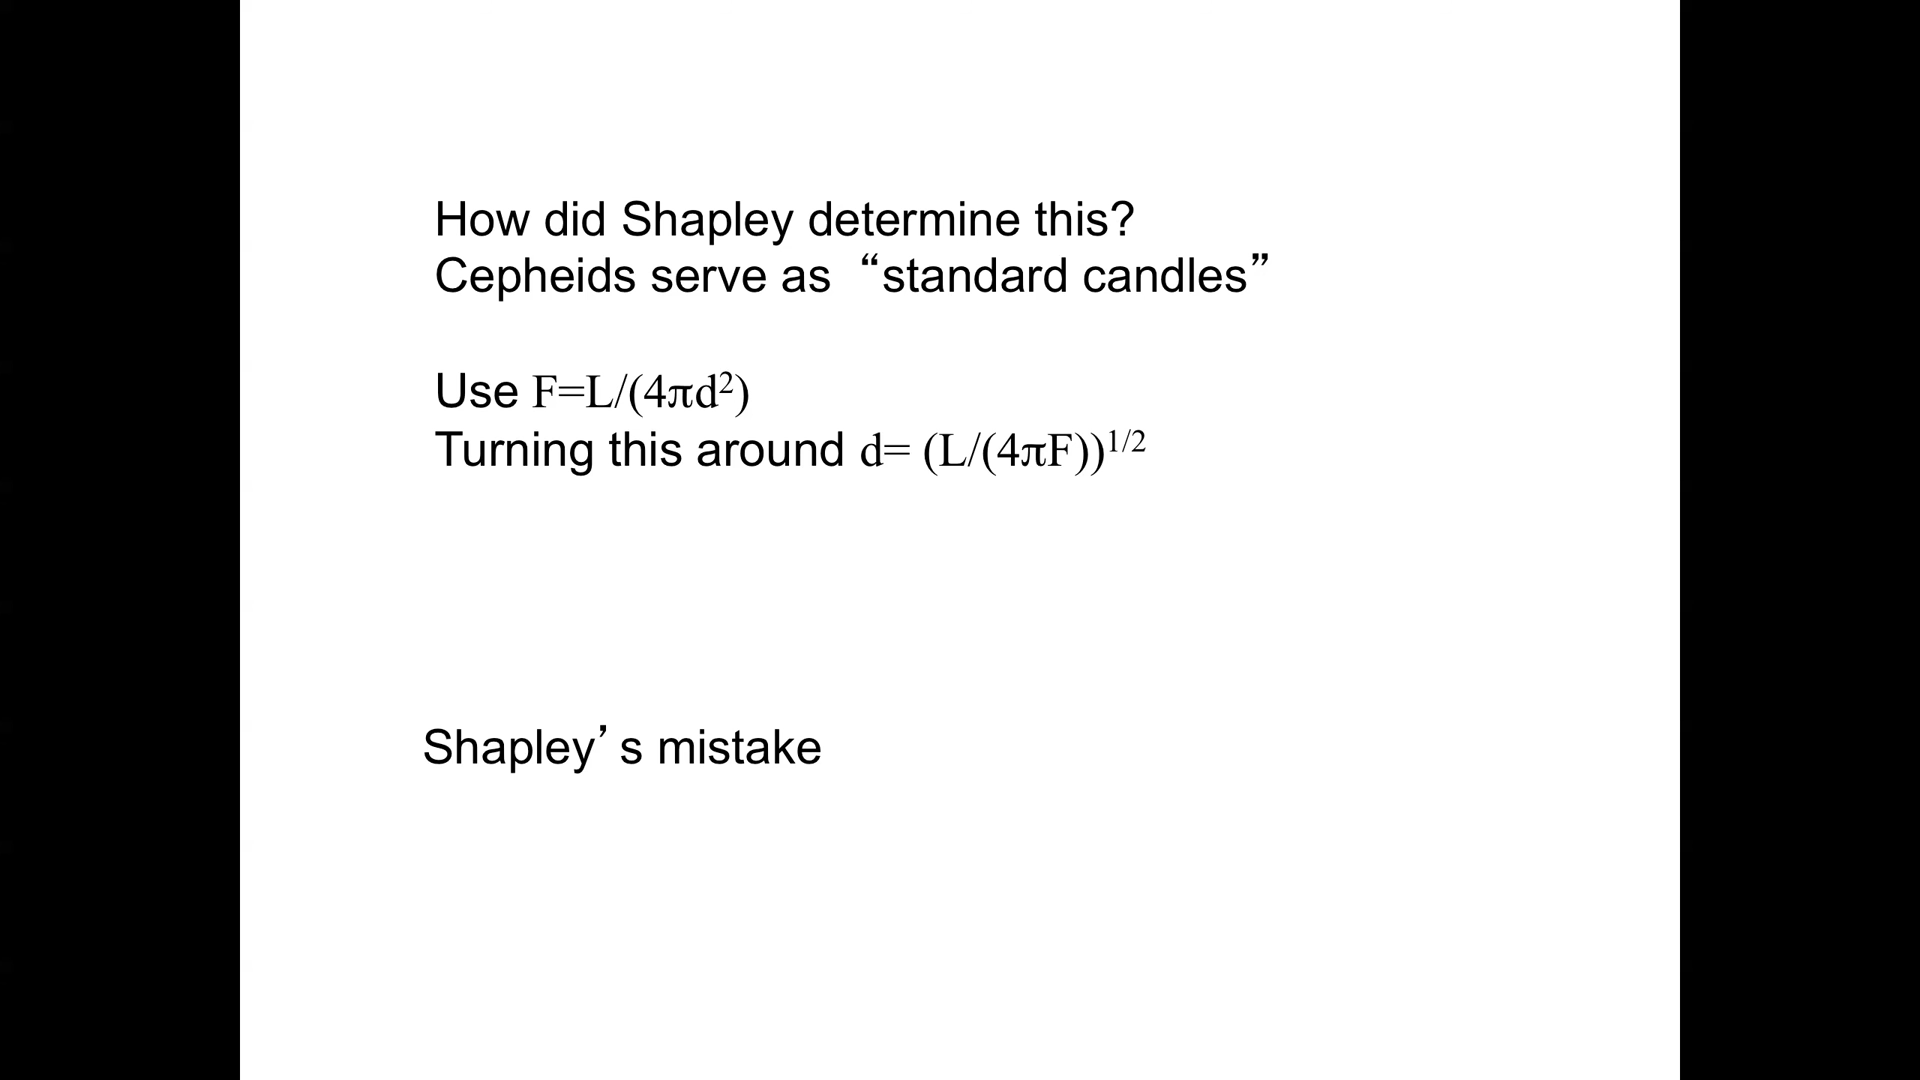 How did Shapley determine this?
Cepheids serve as “standard candles”
Use F=L/(4πd²)
Turning this around d= (L/(4πF))¹/²
Shapley’s mistake